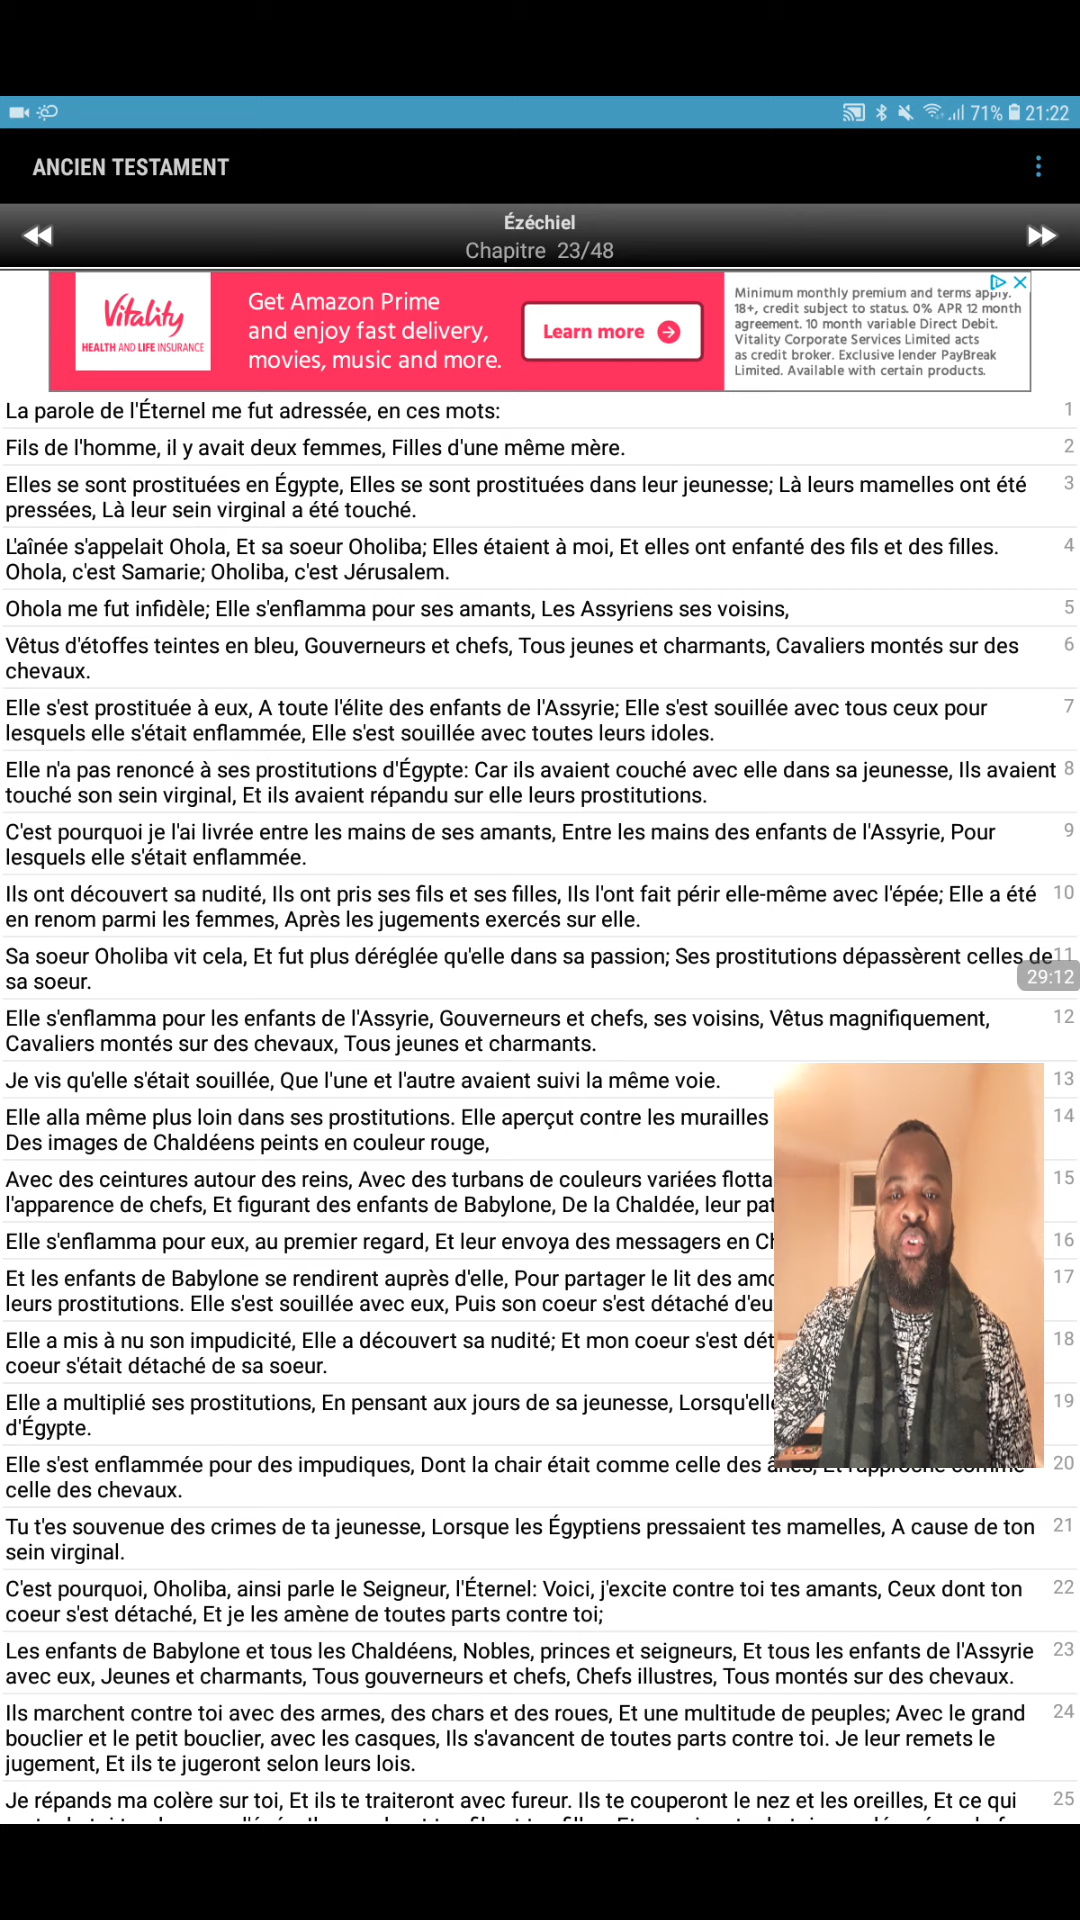 71% 21:22
ANCIEN TESTAMENT
Ézéchiel
Chapitre 23/48
Vitality
HEALTH AND LIFE INSURANCE
Get Amazon Prime
and enjoy fast delivery,
movies, music and more.
Learn more
Minimum monthly premium and terms apply.
18+, credit subject to status. 0% APR 12 month
agreement. 10 month variable Direct Debit.
Vitality Corporate Services Limited acts
as credit broker. Exclusive lender PayBreak
Limited. Available with certain products.
La parole de l'Éternel me fut adressée, en ces mots: 1
Fils de l'homme, il y avait deux femmes, Filles d'une même mère. 2
Elles se sont prostituées en Égypte, Elles se sont prostituées dans leur jeunesse; Là leurs mamelles ont été 3
pressées, Là leur sein virginal a été touché.
L'aînée s'appelait Ohola, Et sa soeur Oholiba; Elles étaient à moi, Et elles ont enfanté des fils et des filles. 4
Ohola, c'est Samarie; Oholiba, c'est Jérusalem.
Ohola me fut infidèle; Elle s'enflamma pour ses amants, Les Assyriens ses voisins, 5
Vêtus d'étoffes teintes en bleu, Gouverneurs et chefs, Tous jeunes et charmants, Cavaliers montés sur des 6
chevaux.
Elle s'est prostituée à eux, A toute l'élite des enfants de l'Assyrie; Elle s'est souillée avec tous ceux pour 7
lesquels elle s'était enflammée, Elle s'est souillée avec toutes leurs idoles.
Elle n'a pas renoncé à ses prostitutions d'Égypte: Car ils avaient couché avec elle dans sa jeunesse, Ils avaient 8
touché son sein virginal, Et ils avaient répandu sur elle leurs prostitutions.
C'est pourquoi je l'ai livrée entre les mains de ses amants, Entre les mains des enfants de l'Assyrie, Pour 9
lesquels elle s'était enflammée.
Ils ont découvert sa nudité, Ils ont pris ses fils et ses filles, Ils l'ont fait périr elle-même avec l'épée; Elle a été 10
en renom parmi les femmes, Après les jugements exercés sur elle.
Sa soeur Oholiba vit cela, Et fut plus déréglée qu'elle dans sa passion; Ses prostitutions dépassèrent celles de 11
sa soeur. 29:12
Elle s'enflamma pour les enfants de l'Assyrie, Gouverneurs et chefs, ses voisins, Vêtus magnifiquement, 12
Cavaliers montés sur des chevaux, Tous jeunes et charmants.
Je vis qu'elle s'était souillée, Que l'une et l'autre avaient suivi la même voie. 13
Elle alla même plus loin dans ses prostitutions. Elle aperçut contre les murailles 14
Des images de Chaldéens peints en couleur rouge,
Avec des ceintures autour des reins, Avec des turbans de couleurs variées flotta 15
l'apparence de chefs, Et figurant des enfants de Babylone, De la Chaldée, leur pat
Elle s'enflamma pour eux, au premier regard, Et leur envoya des messagers en Ch 16
Et les enfants de Babylone se rendirent auprès d'elle, Pour partager le lit des amo 17
leurs prostitutions. Elle s'est souillée avec eux, Puis son coeur s'est détaché d'eu
Elle a mis à nu son impudicité, Elle a découvert sa nudité; Et mon coeur s'est dét 18
coeur s'était détaché de sa soeur.
Elle a multiplié ses prostitutions, En pensant aux jours de sa jeunesse, Lorsqu'elle 19
d'Égypte.
Elle s'est enflammée pour des impudiques, Dont la chair était comme celle des ânes, Et l'approche comme 20
celle des chevaux.
Tu t'es souvenue des crimes de ta jeunesse, Lorsque les Égyptiens pressaient tes mamelles, A cause de ton 21
sein virginal.
C'est pourquoi, Oholiba, ainsi parle le Seigneur, l'Éternel: Voici, j'excite contre toi tes amants, Ceux dont ton 22
coeur s'est détaché, Et je les amène de toutes parts contre toi;
Les enfants de Babylone et tous les Chaldéens, Nobles, princes et seigneurs, Et tous les enfants de l'Assyrie 23
avec eux, Jeunes et charmants, Tous gouverneurs et chefs, Chefs illustres, Tous montés sur des chevaux.
Ils marchent contre toi avec des armes, des chars et des roues, Et une multitude de peuples; Avec le grand 24
bouclier et le petit bouclier, avec les casques, Ils s'avancent de toutes parts contre toi. Je leur remets le
jugement, Et ils te jugeront selon leurs lois.
Je répands ma colère sur toi, Et ils te traiteront avec fureur. Ils te couperont le nez et les oreilles, Et ce qui 25